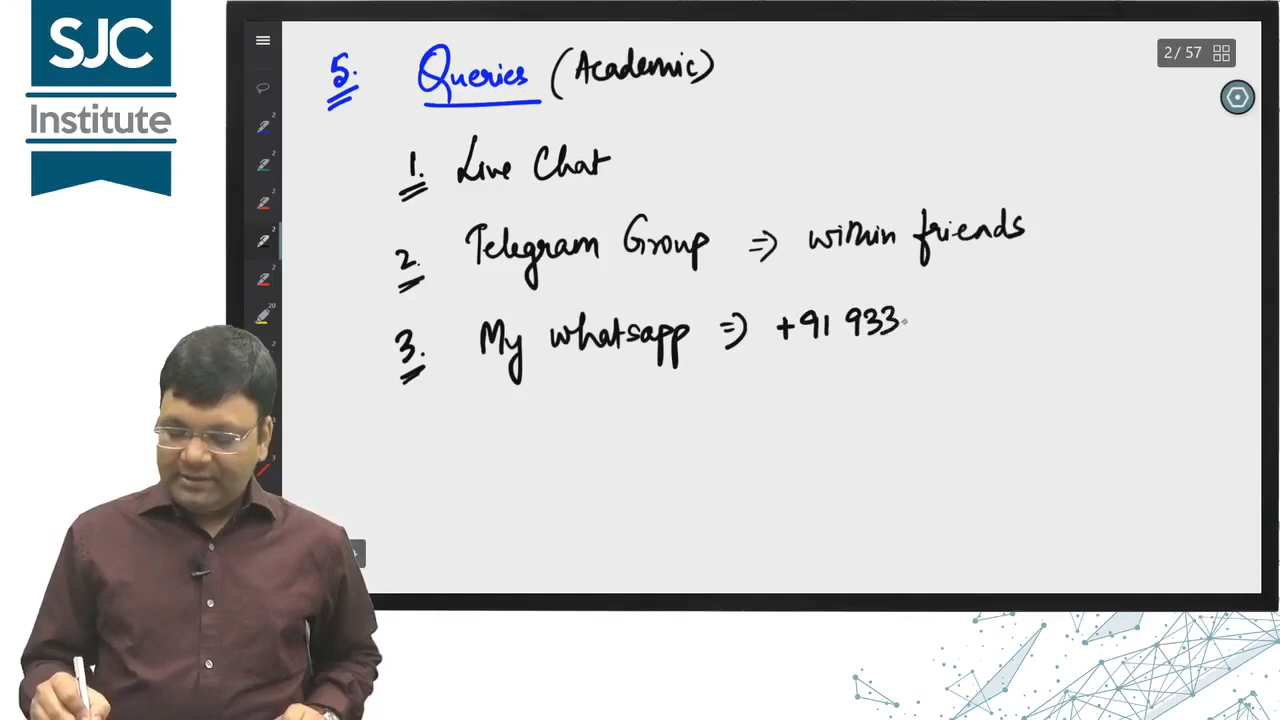 SJC
Institute
2 / 57
5. Queries (Academic)
1. Live Chat
2. Telegram Group => within friends
3. My whatsapp => +91 933